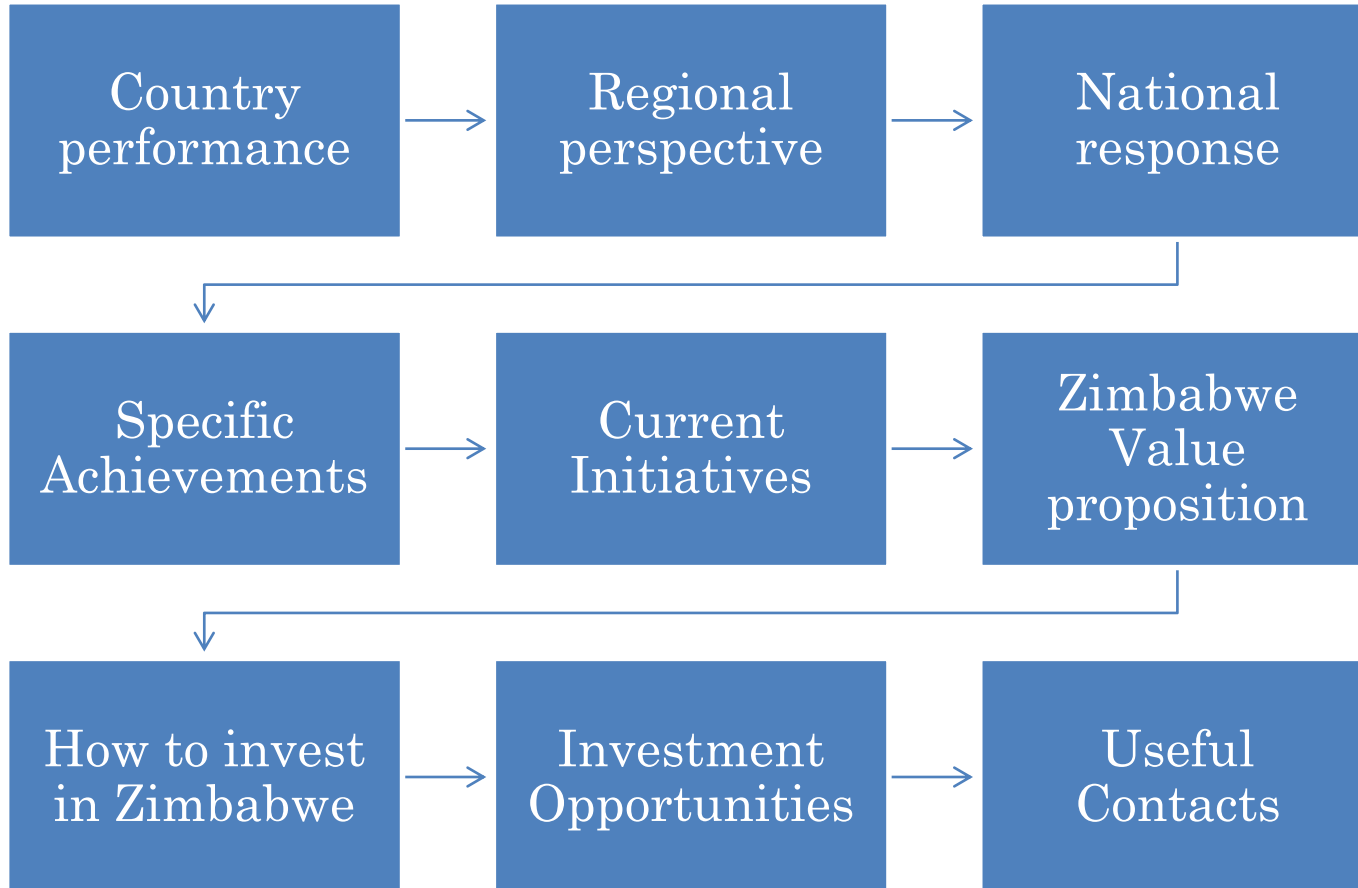 Country
performance
Regional
perspective
National
response
Specific
Achievements
Current
Initiatives
Zimbabwe
Value
proposition
How to invest
in Zimbabwe
Investment
Opportunities
Useful
Contacts